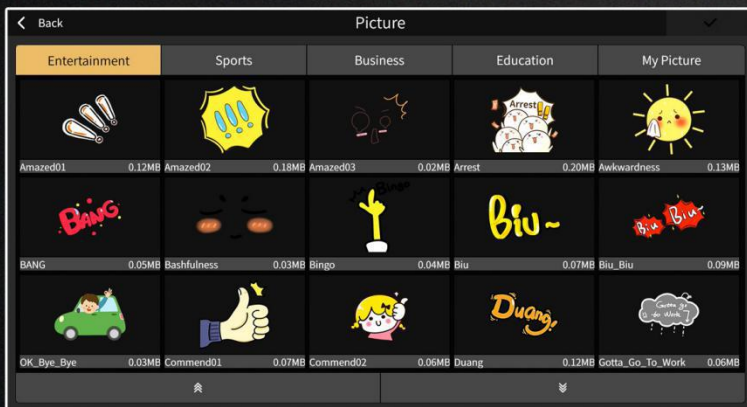 Back
Picture
Entertainment
Sports
Business
Education
My Picture
Arrest
Amazed01 0.12MB
Amazed02 0.18MB
Amazed03 0.02MB
Arrest 0.20MB
Awkwardness 0.13MB
BANG
Bingo
Biu~
Biu Biu~
BANG 0.05MB
Bashfulness 0.03MB
Bingo 0.04MB
Biu 0.07MB
Biu_Biu 0.09MB
Duang!
Gotta go
to Work
OK_Bye_Bye 0.03MB
Commend01 0.07MB
Commend02 0.06MB
Duang 0.12MB
Gotta_Go_To_Work 0.06MB